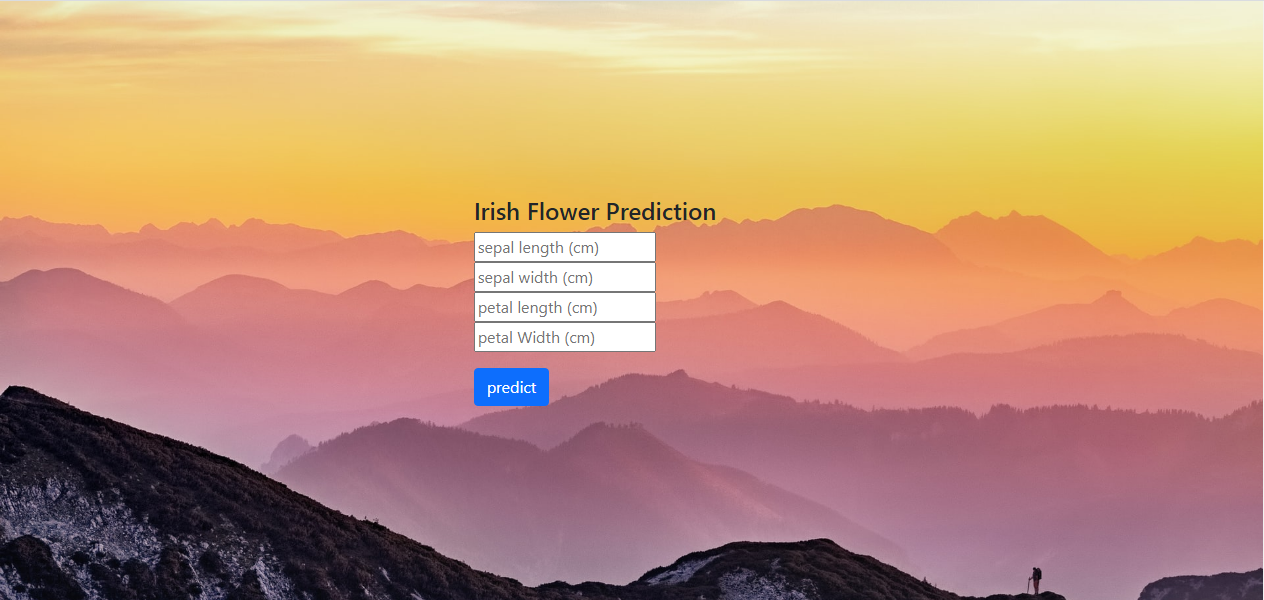 Irish Flower Prediction
sepal length (cm)
sepal width (cm)
petal length (cm)
petal Width (cm)
predict